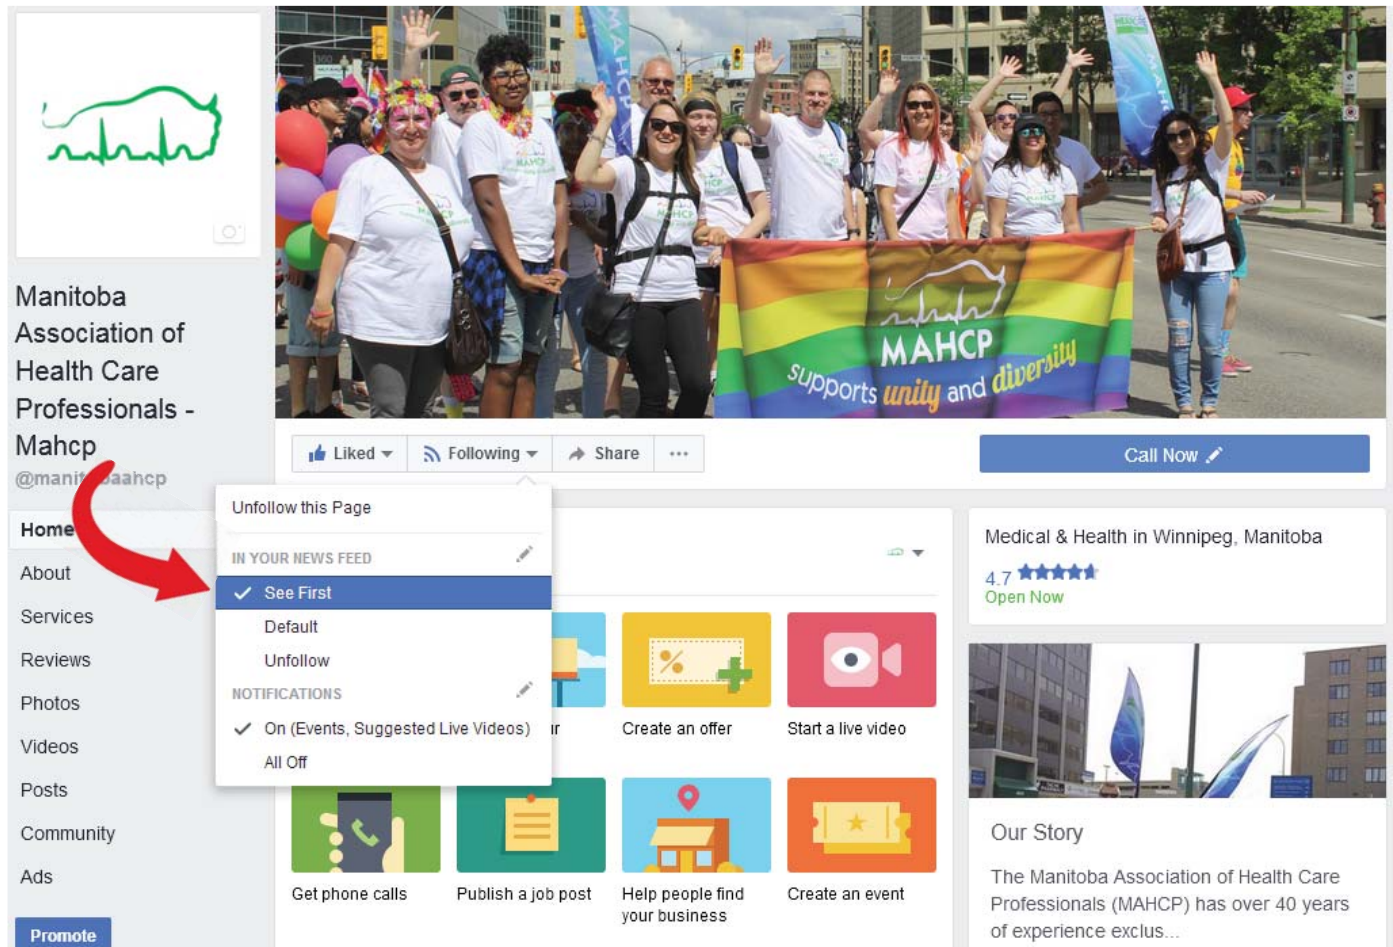 MAHCP
MAHCP
MAHCP
supports unity and diversity
Manitoba
Association of
Health Care
Professionals -
Mahcp
Liked
Following
Share
Call Now
Unfollow this Page
IN YOUR NEWS FEED
See First
Default
Unfollow
NOTIFICATIONS
On (Events, Suggested Live Videos)
All Off
Home
About
Services
Reviews
Photos
Videos
Posts
Community
Ads
Promote
Create an offer
Start a live video
Get phone calls
Publish a job post
Help people find
your business
Create an event
Medical & Health in Winnipeg, Manitoba
4.7
Open Now
Our Story
The Manitoba Association of Health Care
Professionals (MAHCP) has over 40 years
of experience exclus...